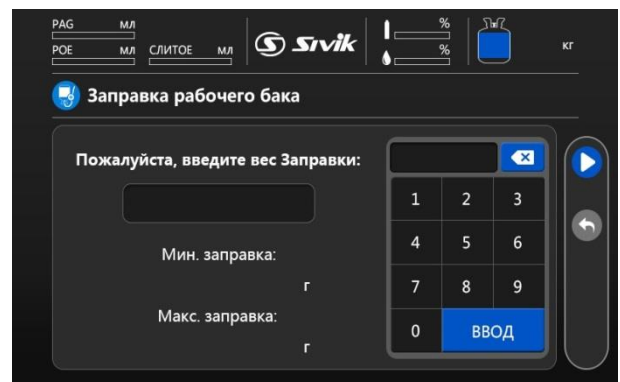 PAG мл
POE мл СЛИТОЕ мл
Sivik
%
%
кг
Заправка рабочего бака
Пожалуйста, введите вес Заправки:
1 2 3
Мин. заправка:
4 5 6
г
7 8 9
Макс. заправка:
0 ВВОД
г